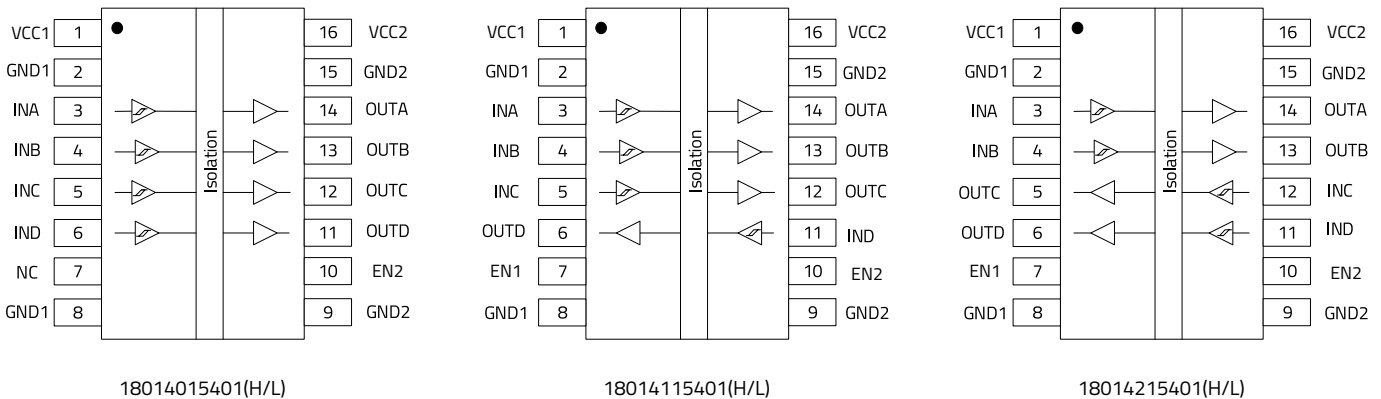 VCC1 1 16 VCC2
GND1 2 15 GND2
INA 3 14 OUTA
INB 4 13 OUTB
INC 5 12 OUTC
IND 6 11 OUTD
NC 7 10 EN2
GND1 8 9 GND2
Isolation
18014015401(H/L)
VCC1 1 16 VCC2
GND1 2 15 GND2
INA 3 14 OUTA
INB 4 13 OUTB
INC 5 12 OUTC
OUTD 6 11 IND
EN1 7 10 EN2
GND1 8 9 GND2
Isolation
18014115401(H/L)
VCC1 1 16 VCC2
GND1 2 15 GND2
INA 3 14 OUTA
INB 4 13 OUTB
OUTC 5 12 INC
OUTD 6 11 IND
EN1 7 10 EN2
GND1 8 9 GND2
Isolation
18014215401(H/L)